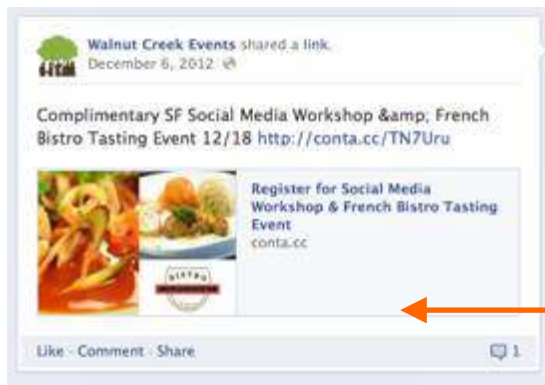 Walnut Creek Events shared a link.
December 6, 2012
Complimentary SF Social Media Workshop &amp; French
Bistro Tasting Event 12/18 http://conta.cc/TN7Uru
Register for Social Media
Workshop & French Bistro Tasting
Event
conta.cc
BISTRO
Like · Comment · Share
1